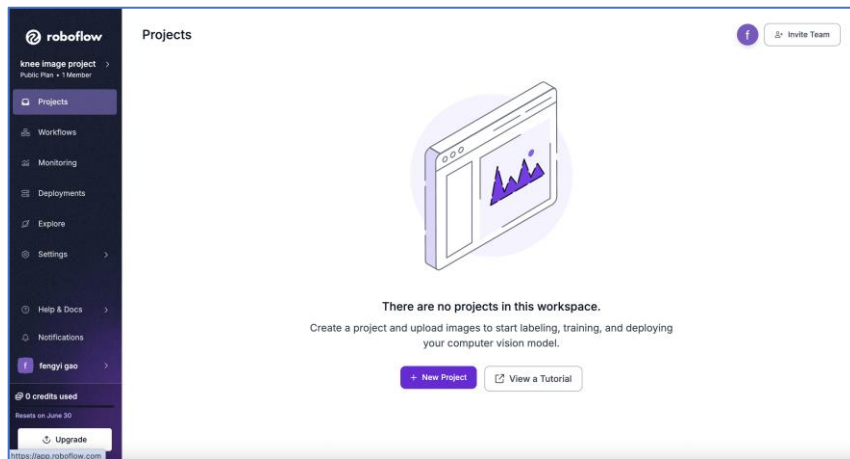 roboflow
knee image project
Public Plan • 1 Member
Projects
Workflows
Monitoring
Deployments
Explore
Settings
Help & Docs
Notifications
f
fengyi gao
0 credits used
Resets on June 30
Upgrade
https://app.roboflow.com
Projects
f
Invite Team
There are no projects in this workspace.
Create a project and upload images to start labeling, training, and deploying
your computer vision model.
+ New Project
View a Tutorial